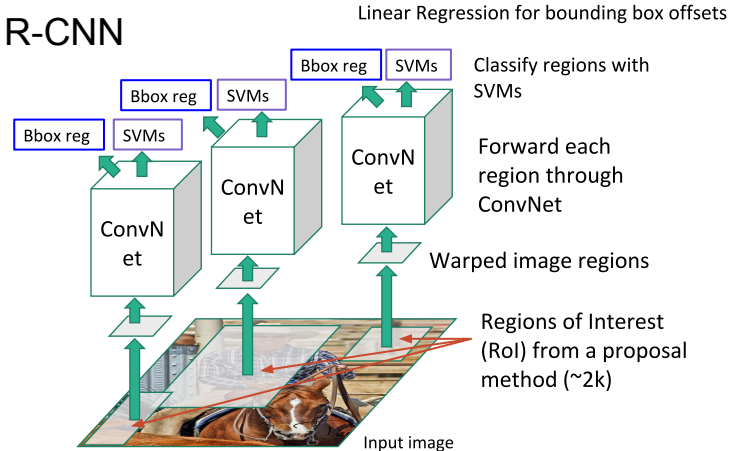 Linear Regression for bounding box offsets
R-CNN
Bbox reg
SVMs
Classify regions with
SVMs
Bbox reg
SVMs
Bbox reg
SVMs
ConvN
et
ConvN
et
ConvN
et
Forward each
region through
ConvNet
Warped image regions
Regions of Interest
(RoI) from a proposal
method (~2k)
Input image